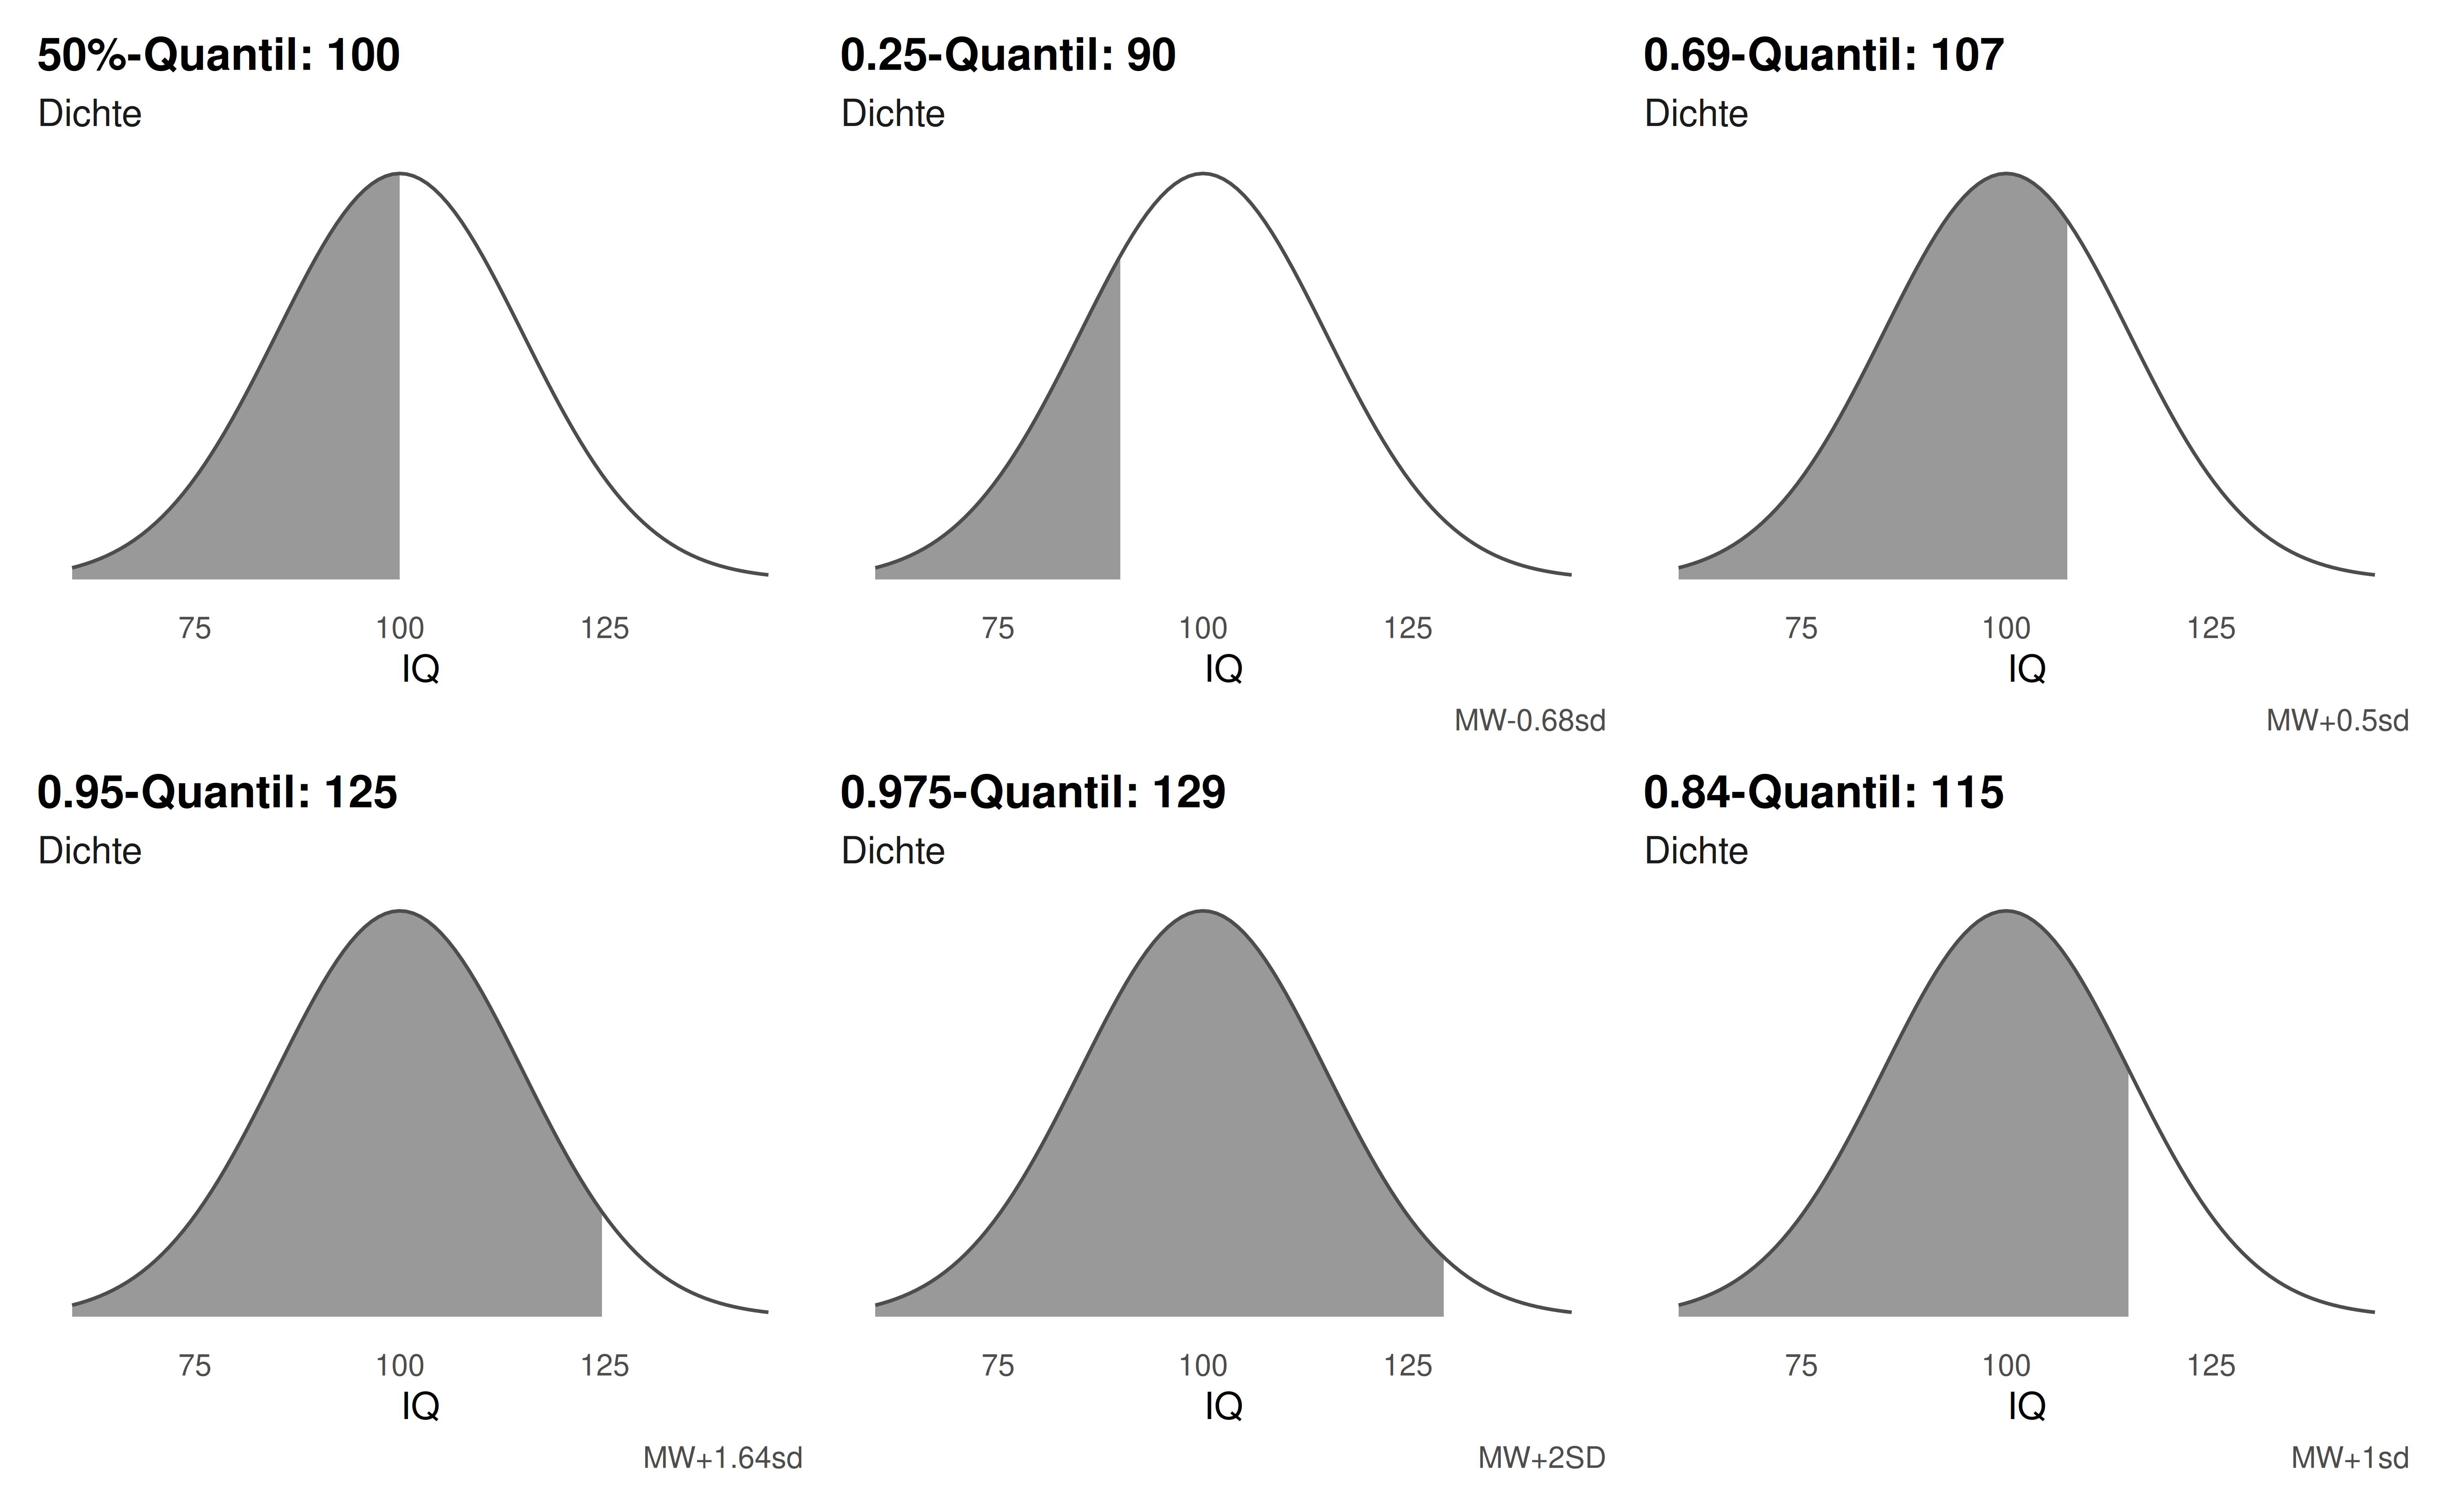 50%-Quantil: 100
Dichte
75 100 125
IQ
0.25-Quantil: 90
Dichte
75 100 125
IQ
MW-0.68sd
0.69-Quantil: 107
Dichte
75 100 125
IQ
MW+0.5sd
0.95-Quantil: 125
Dichte
75 100 125
IQ
MW+1.64sd
0.975-Quantil: 129
Dichte
75 100 125
IQ
MW+2SD
0.84-Quantil: 115
Dichte
75 100 125
IQ
MW+1sd